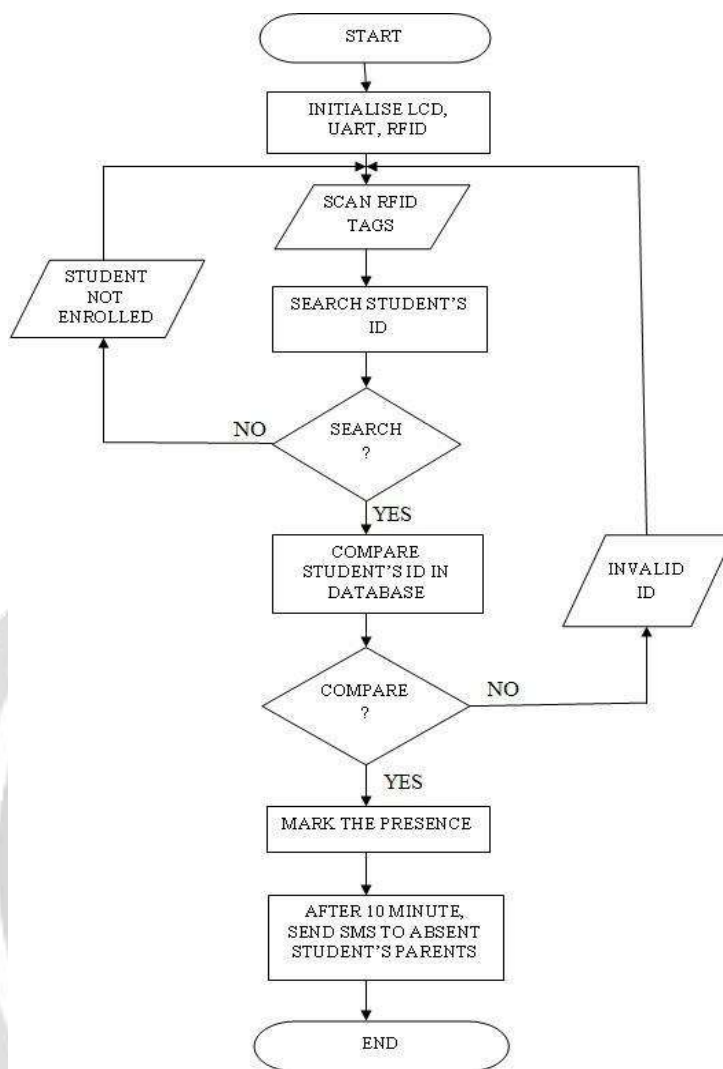 START
INITIALISE LCD,
UART, RFID
SCAN RFID
TAGS
STUDENT
NOT
ENROLLED
SEARCH STUDENT'S
ID
NO
SEARCH
?
YES
COMPARE
STUDENT'S ID IN
DATABASE
INVALID
ID
COMPARE
?
NO
YES
MARK THE PRESENCE
AFTER 10 MINUTE,
SEND SMS TO ABSENT
STUDENT'S PARENTS
END